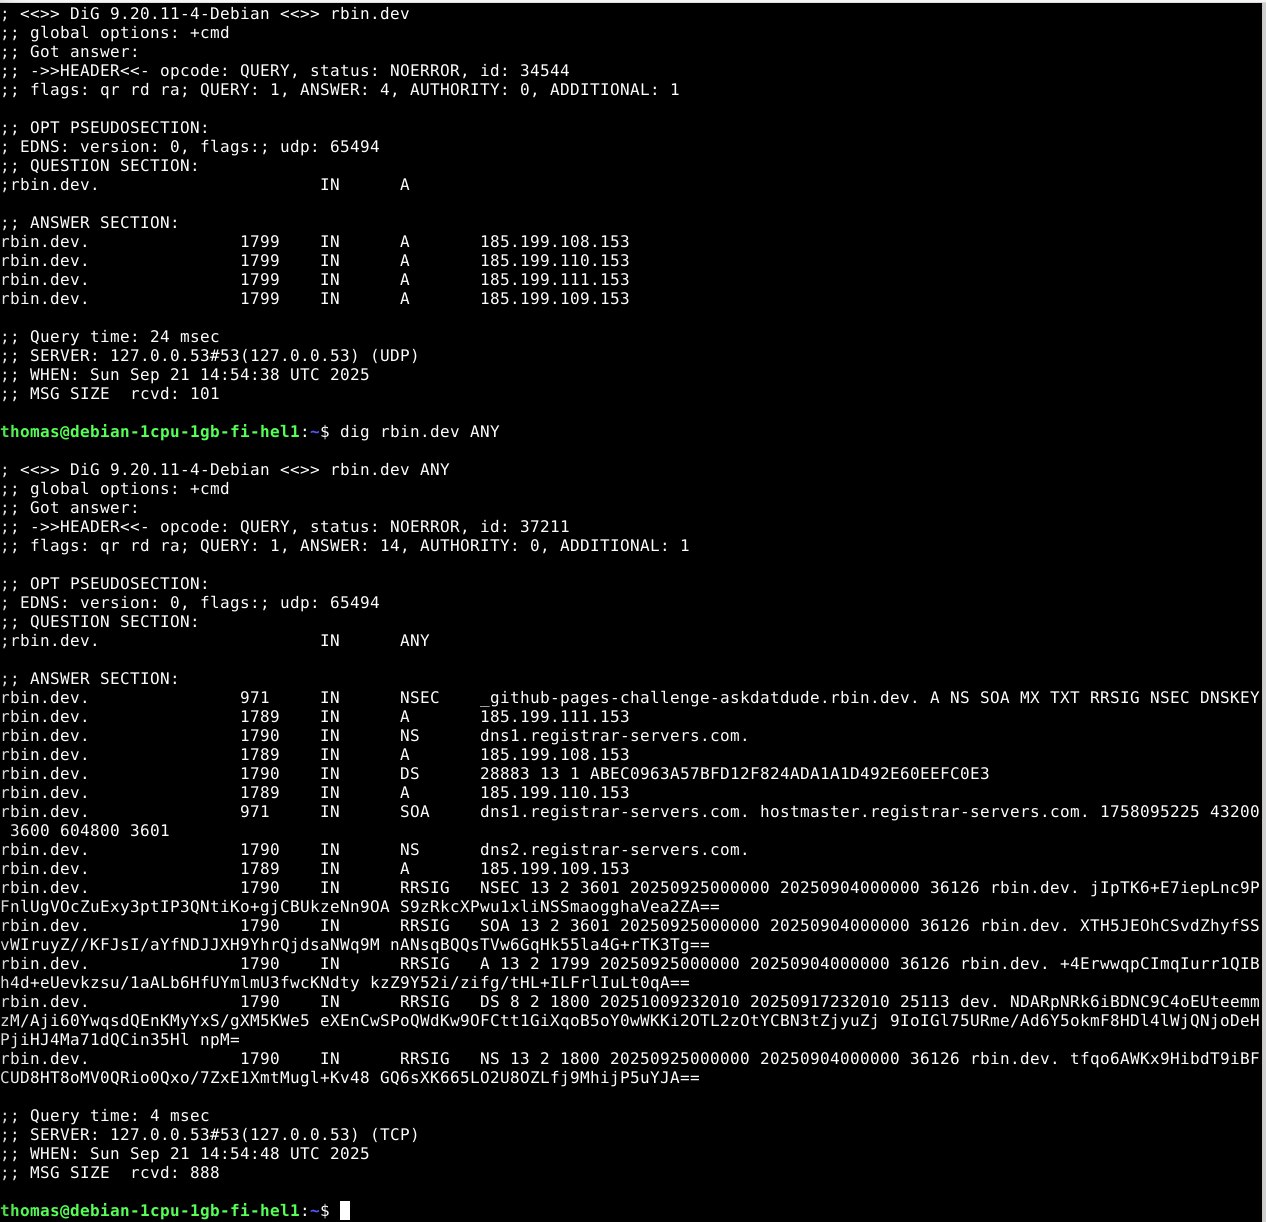 ; <<>> DiG 9.20.11-4-Debian <<>> rbin.dev
;; global options: +cmd
;; Got answer:
;; ->>HEADER<<- opcode: QUERY, status: NOERROR, id: 34544
;; flags: qr rd ra; QUERY: 1, ANSWER: 4, AUTHORITY: 0, ADDITIONAL: 1

;; OPT PSEUDOSECTION:
; EDNS: version: 0, flags:; udp: 65494
;; QUESTION SECTION:
;rbin.dev.                      IN      A

;; ANSWER SECTION:
rbin.dev.               1799    IN      A       185.199.108.153
rbin.dev.               1799    IN      A       185.199.110.153
rbin.dev.               1799    IN      A       185.199.111.153
rbin.dev.               1799    IN      A       185.199.109.153

;; Query time: 24 msec
;; SERVER: 127.0.0.53#53(127.0.0.53) (UDP)
;; WHEN: Sun Sep 21 14:54:38 UTC 2025
;; MSG SIZE  rcvd: 101

thomas@debian-1cpu-1gb-fi-hel1:~$ dig rbin.dev ANY

; <<>> DiG 9.20.11-4-Debian <<>> rbin.dev ANY
;; global options: +cmd
;; Got answer:
;; ->>HEADER<<- opcode: QUERY, status: NOERROR, id: 37211
;; flags: qr rd ra; QUERY: 1, ANSWER: 14, AUTHORITY: 0, ADDITIONAL: 1

;; OPT PSEUDOSECTION:
; EDNS: version: 0, flags:; udp: 65494
;; QUESTION SECTION:
;rbin.dev.                      IN      ANY

;; ANSWER SECTION:
rbin.dev.               971     IN      NSEC    _github-pages-challenge-askdatdude.rbin.dev. A NS SOA MX TXT RRSIG NSEC DNSKEY
rbin.dev.               1789    IN      A       185.199.111.153
rbin.dev.               1790    IN      NS      dns1.registrar-servers.com.
rbin.dev.               1789    IN      A       185.199.108.153
rbin.dev.               1790    IN      DS      28883 13 1 ABEC0963A57BFD12F824ADA1A1D492E60EEFC0E3
rbin.dev.               1789    IN      A       185.199.110.153
rbin.dev.               971     IN      SOA     dns1.registrar-servers.com. hostmaster.registrar-servers.com. 1758095225 43200
 3600 604800 3601
rbin.dev.               1790    IN      NS      dns2.registrar-servers.com.
rbin.dev.               1789    IN      A       185.199.109.153
rbin.dev.               1790    IN      RRSIG   NSEC 13 2 3601 20250925000000 20250904000000 36126 rbin.dev. jIpTK6+E7iepLnc9P
FnlUgVOcZuExy3ptIP3QNtiKo+gjCBUkzeNn9OA S9zRkcXPwu1xliNSSmaogghaVea2ZA==
rbin.dev.               1790    IN      RRSIG   SOA 13 2 3601 20250925000000 20250904000000 36126 rbin.dev. XTH5JEOhCSvdZhyfSS
vWIruyZ//KFJsI/aYfNDJJXH9YhrQjdsaNWq9M nANsqBQQsTVw6GqHk55la4G+rTK3Tg==
rbin.dev.               1790    IN      RRSIG   A 13 2 1799 20250925000000 20250904000000 36126 rbin.dev. +4ErwwqpCImqIurr1QIB
h4d+eUevkzsu/1aALb6HfUYmlmU3fwcKNdty kzZ9Y52i/zifg/tHL+ILFrlIuLt0qA==
rbin.dev.               1790    IN      RRSIG   DS 8 2 1800 20251009232010 20250917232010 25113 dev. NDARpNRk6iBDNC9C4oEUteemm
zM/Aji60YwqsdQEnKMyYxS/gXM5KWe5 eXEnCwSPoQWdKw9OFCtt1GiXqoB5oY0wWKKi2OTL2zOtYCBN3tZjyuZj 9IoIGl75URme/Ad6Y5okmF8HDl4lWjQNjoDeH
PjiHJ4Ma71dQCin35Hl npM=
rbin.dev.               1790    IN      RRSIG   NS 13 2 1800 20250925000000 20250904000000 36126 rbin.dev. tfqo6AWKx9HibdT9iBF
CUD8HT8oMV0QRio0Qxo/7ZxE1XmtMugl+Kv48 GQ6sXK665LO2U8OZLfj9MhijP5uYJA==

;; Query time: 4 msec
;; SERVER: 127.0.0.53#53(127.0.0.53) (TCP)
;; WHEN: Sun Sep 21 14:54:48 UTC 2025
;; MSG SIZE  rcvd: 888

thomas@debian-1cpu-1gb-fi-hel1:~$